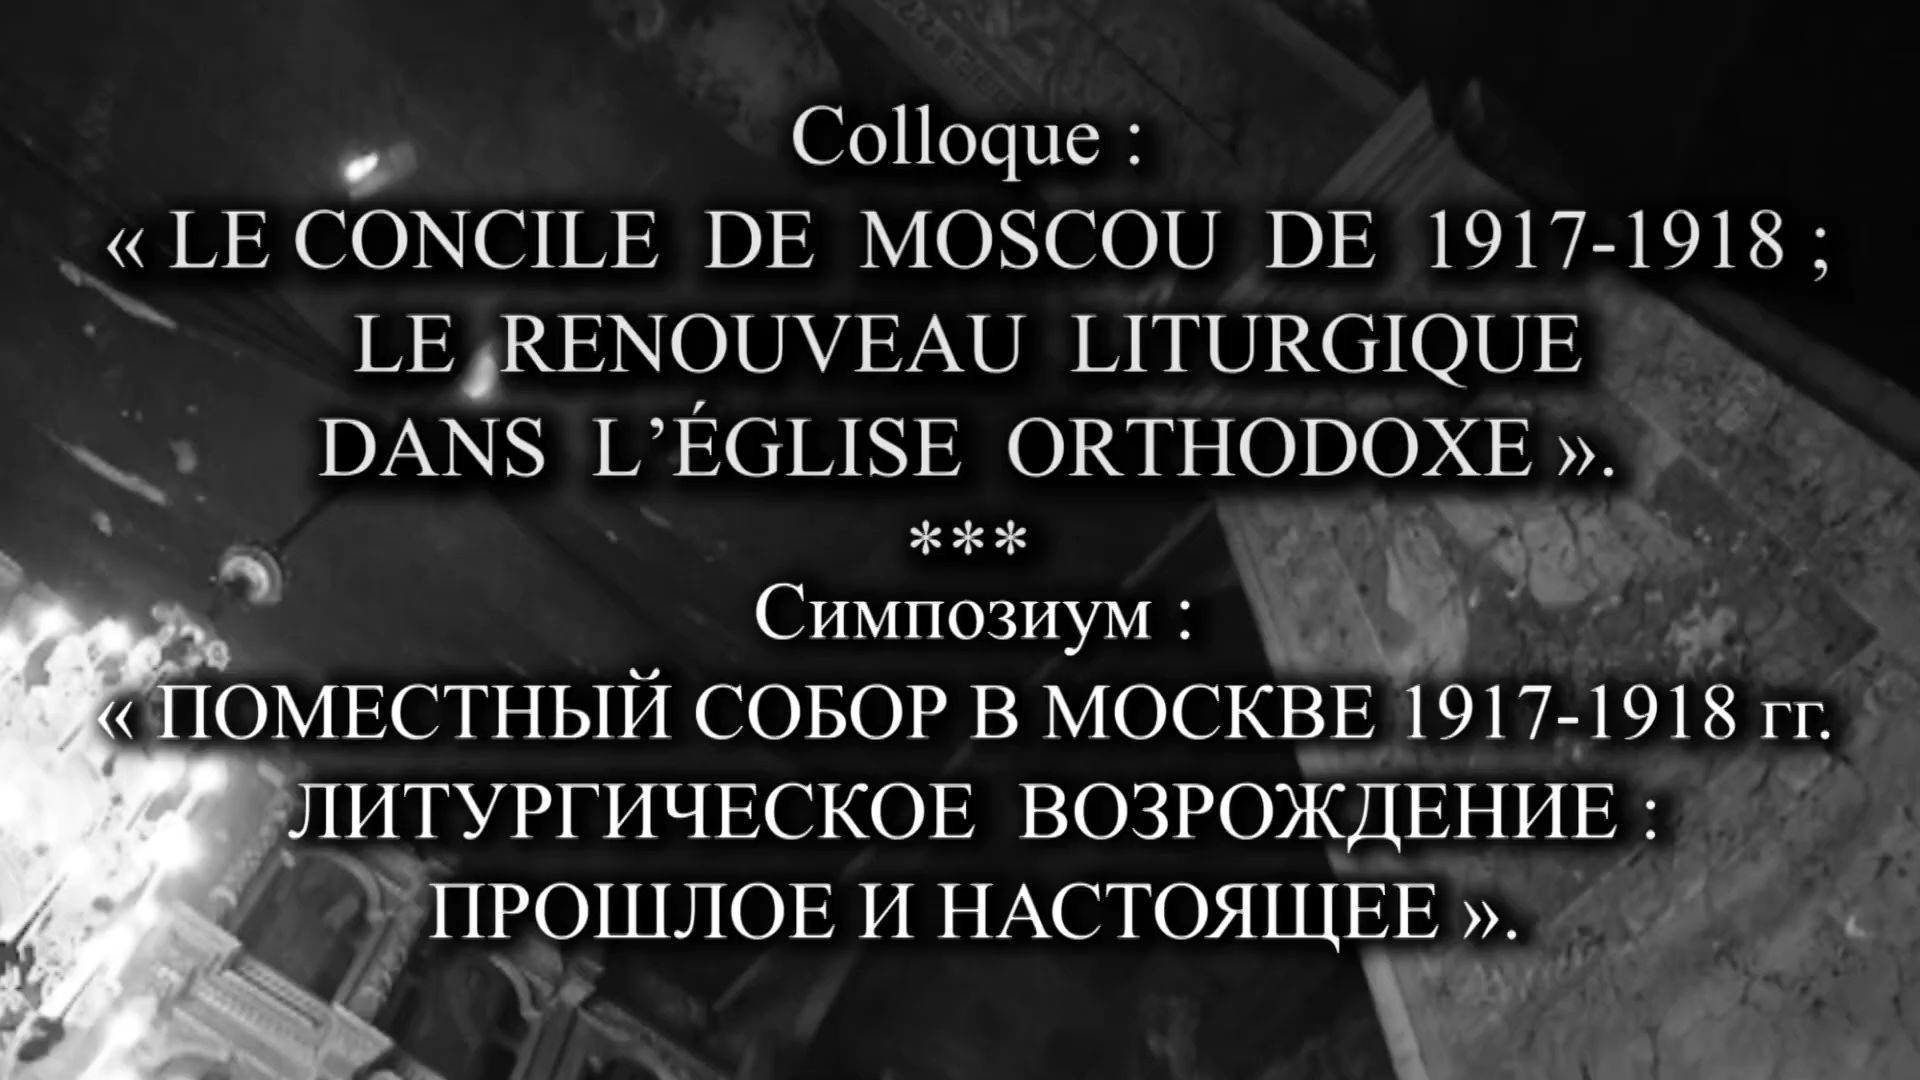 Colloque :
« LE CONCILE DE MOSCOU DE 1917-1918 ;
LE RENOUVEAU LITURGIQUE
DANS L’ÉGLISE ORTHODOXE ».
***
Симпозиум :
« ПОМЕСТНЫЙ СОБОР В МОСКВЕ 1917-1918 гг.
ЛИТУРГИЧЕСКОЕ ВОЗРОЖДЕНИЕ :
ПРОШЛОЕ И НАСТОЯЩЕЕ ».